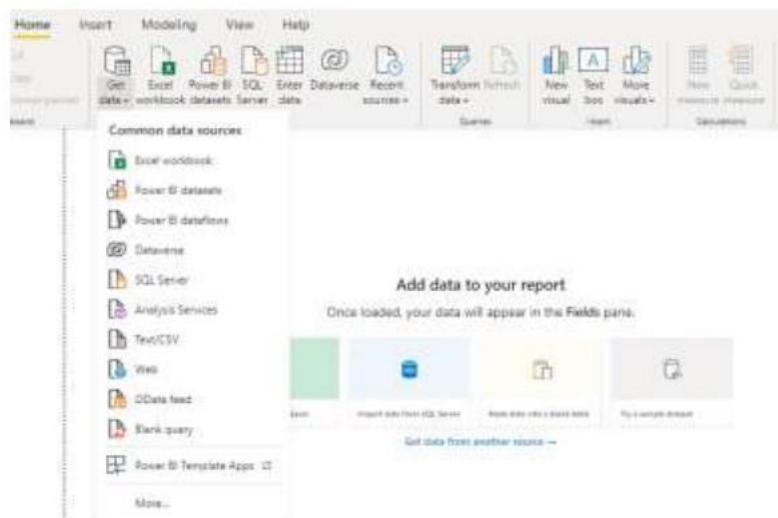 Home Insert Modeling View Help
Get data Excel workbook Power BI datasets SQL Server Enter data Dataverse Recent sources Transform data Refresh New visual Text box More visuals New measure Quick measure
Queries Insert Calculations
Common data sources
Excel workbook
Power BI datasets
Power BI dataflows
Dataverse
SQL Server
Analysis Services
Text/CSV
Web
OData feed
Blank query
Power BI Template Apps
More...
Add data to your report
Once loaded, your data will appear in the Fields pane.
Excel Import data from SQL Server Paste data into a blank table Try a sample dataset
Get data from another source →